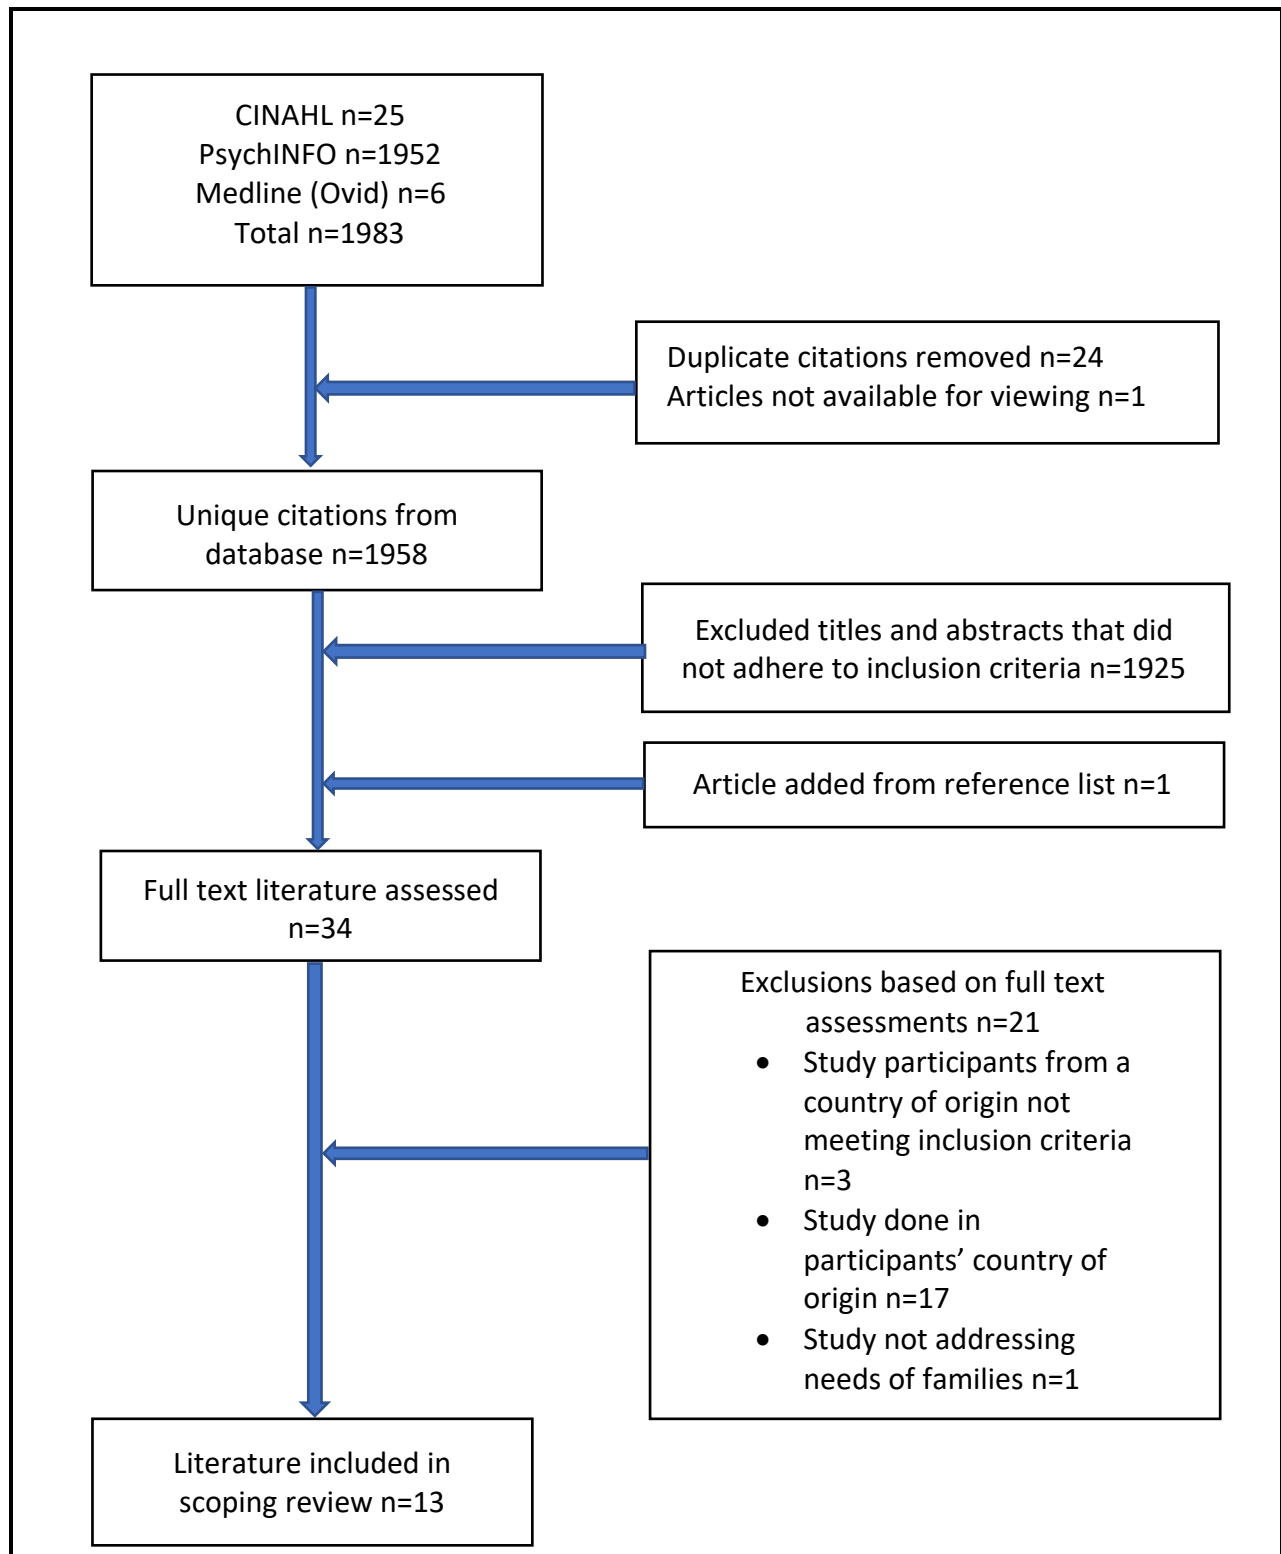 CINAHL n=25
PsychINFO n=1952
Medline (Ovid) n=6
Total n=1983
Duplicate citations removed n=24
Articles not available for viewing n=1
Unique citations from
database n=1958
Excluded titles and abstracts that did
not adhere to inclusion criteria n=1925
Article added from reference list n=1
Full text literature assessed
n=34
Exclusions based on full text
assessments n=21
• Study participants from a
country of origin not
meeting inclusion criteria
n=3
• Study done in
participants’ country of
origin n=17
• Study not addressing
needs of families n=1
Literature included in
scoping review n=13